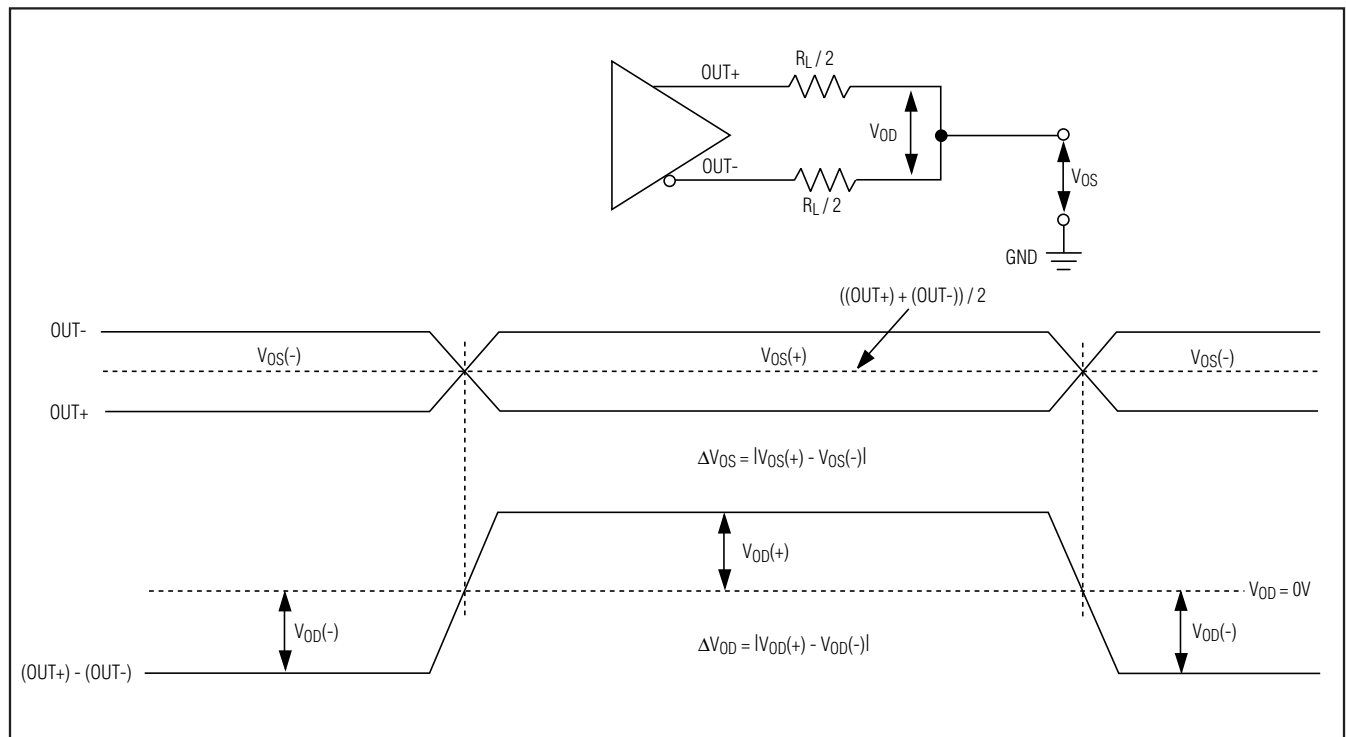 OUT+
RL / 2
VOD
OUT-
RL / 2
VOS
GND
((OUT+) + (OUT-)) / 2
OUT-
VOS(-)
VOS(+)
VOS(-)
OUT+
ΔVOS = |VOS(+) - VOS(-)|
VOD(+)
VOD = 0V
VOD(-)
VOD(-)
ΔVOD = |VOD(+) - VOD(-)|
(OUT+) - (OUT-)